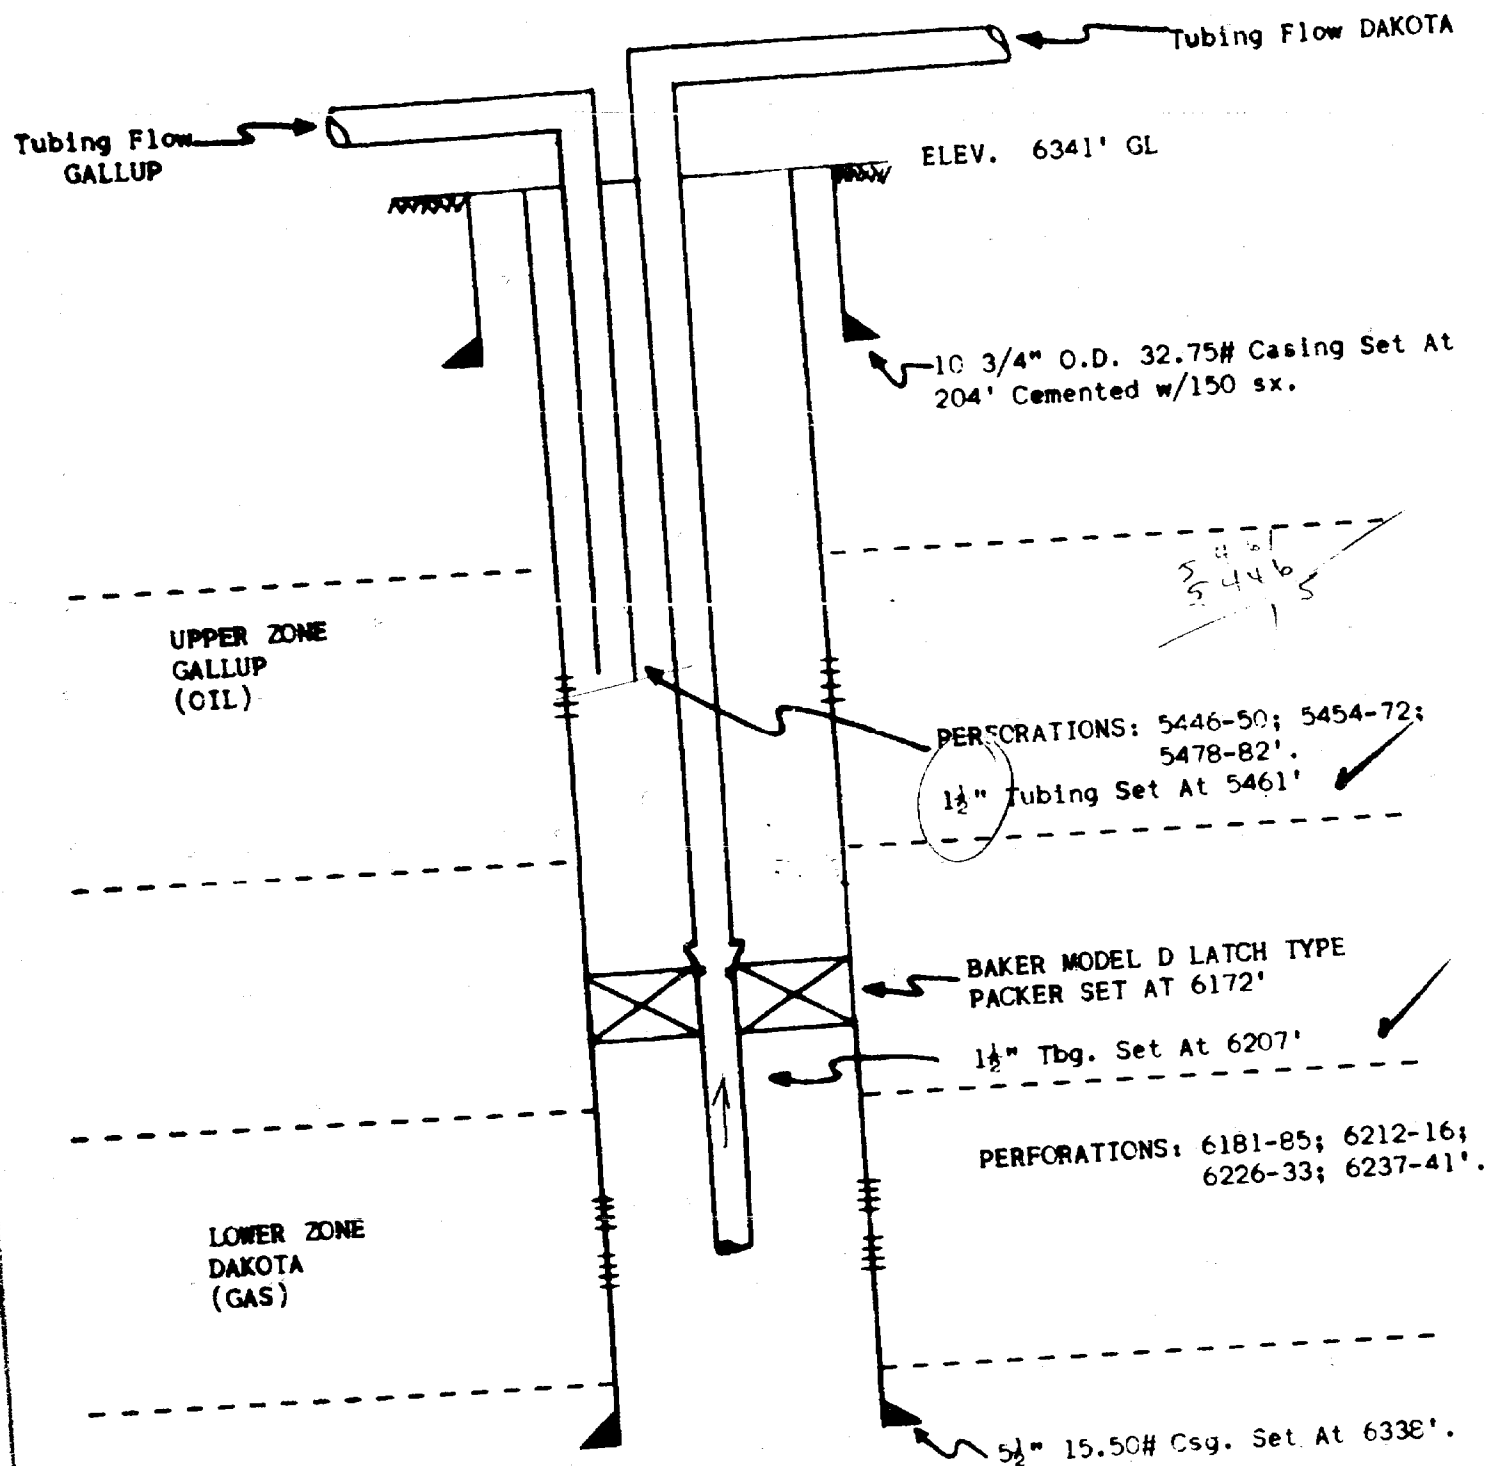 Tubing Flow DAKOTA
Tubing Flow
GALLUP
ELEV. 6341' GL
10 3/4" O.D. 32.75# Casing Set At
204' Cemented w/150 sx.
UPPER ZONE
GALLUP
(OIL)
PERFORATIONS: 5446-50; 5454-72;
5478-82'.
1½" Tubing Set At 5461'
BAKER MODEL D LATCH TYPE
PACKER SET AT 6172'
1½" Tbg. Set At 6207'
PERFORATIONS: 6181-85; 6212-16;
6226-33; 6237-41'.
LOWER ZONE
DAKOTA
(GAS)
5½" 15.50# Csg. Set At 6338'.